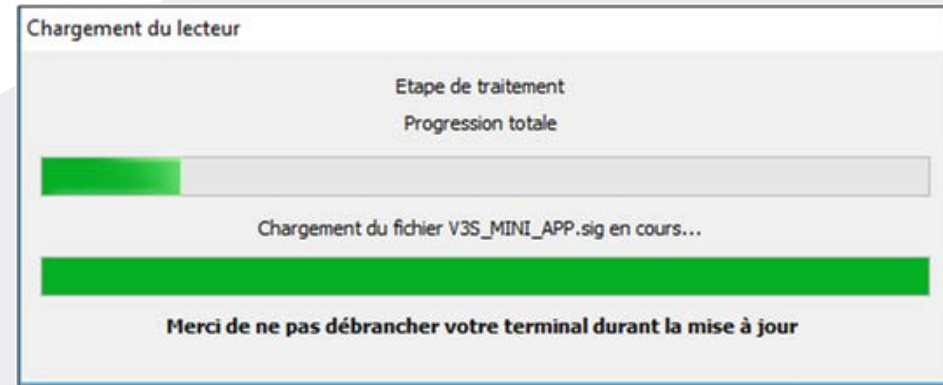 Chargement du lecteur
Etape de traitement
Progression totale
Chargement du fichier V3S_MINI_APP.sig en cours...
Merci de ne pas débrancher votre terminal durant la mise à jour